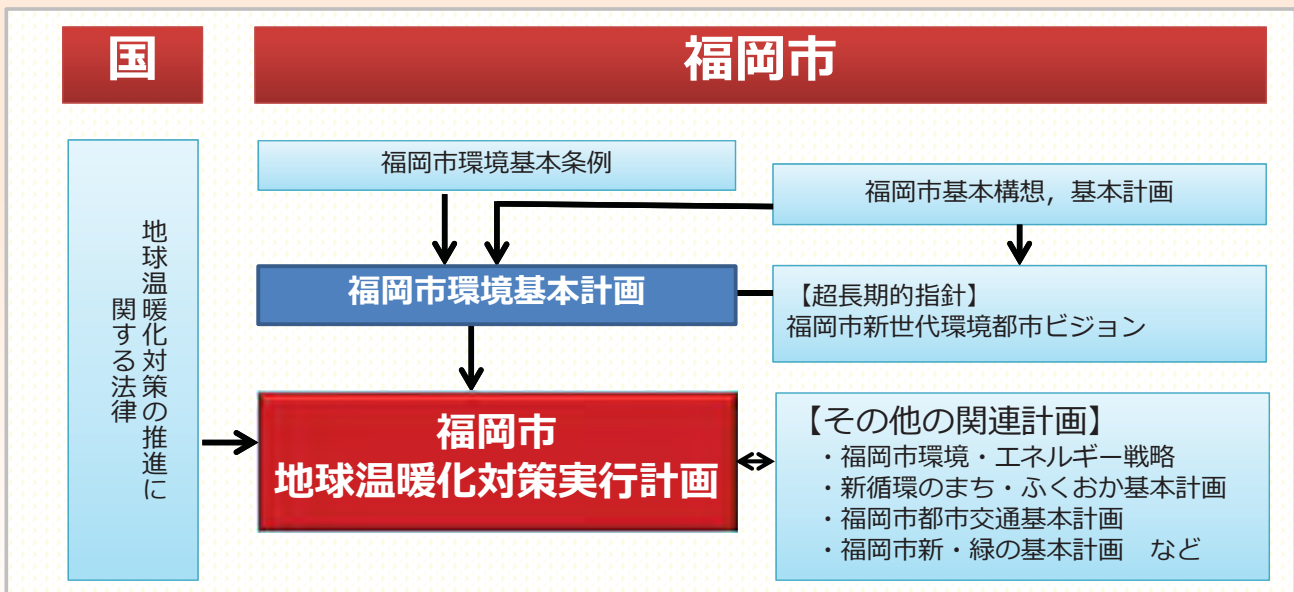 国
福岡市
地球温暖化対策の推進に
関する法律
福岡市環境基本条例
福岡市基本構想，基本計画
福岡市環境基本計画
【超長期的指針】
福岡市新世代環境都市ビジョン
福岡市
地球温暖化対策実行計画
【その他の関連計画】
・福岡市環境・エネルギー戦略
・新循環のまち・ふくおか基本計画
・福岡市都市交通基本計画
・福岡市新・緑の基本計画　など